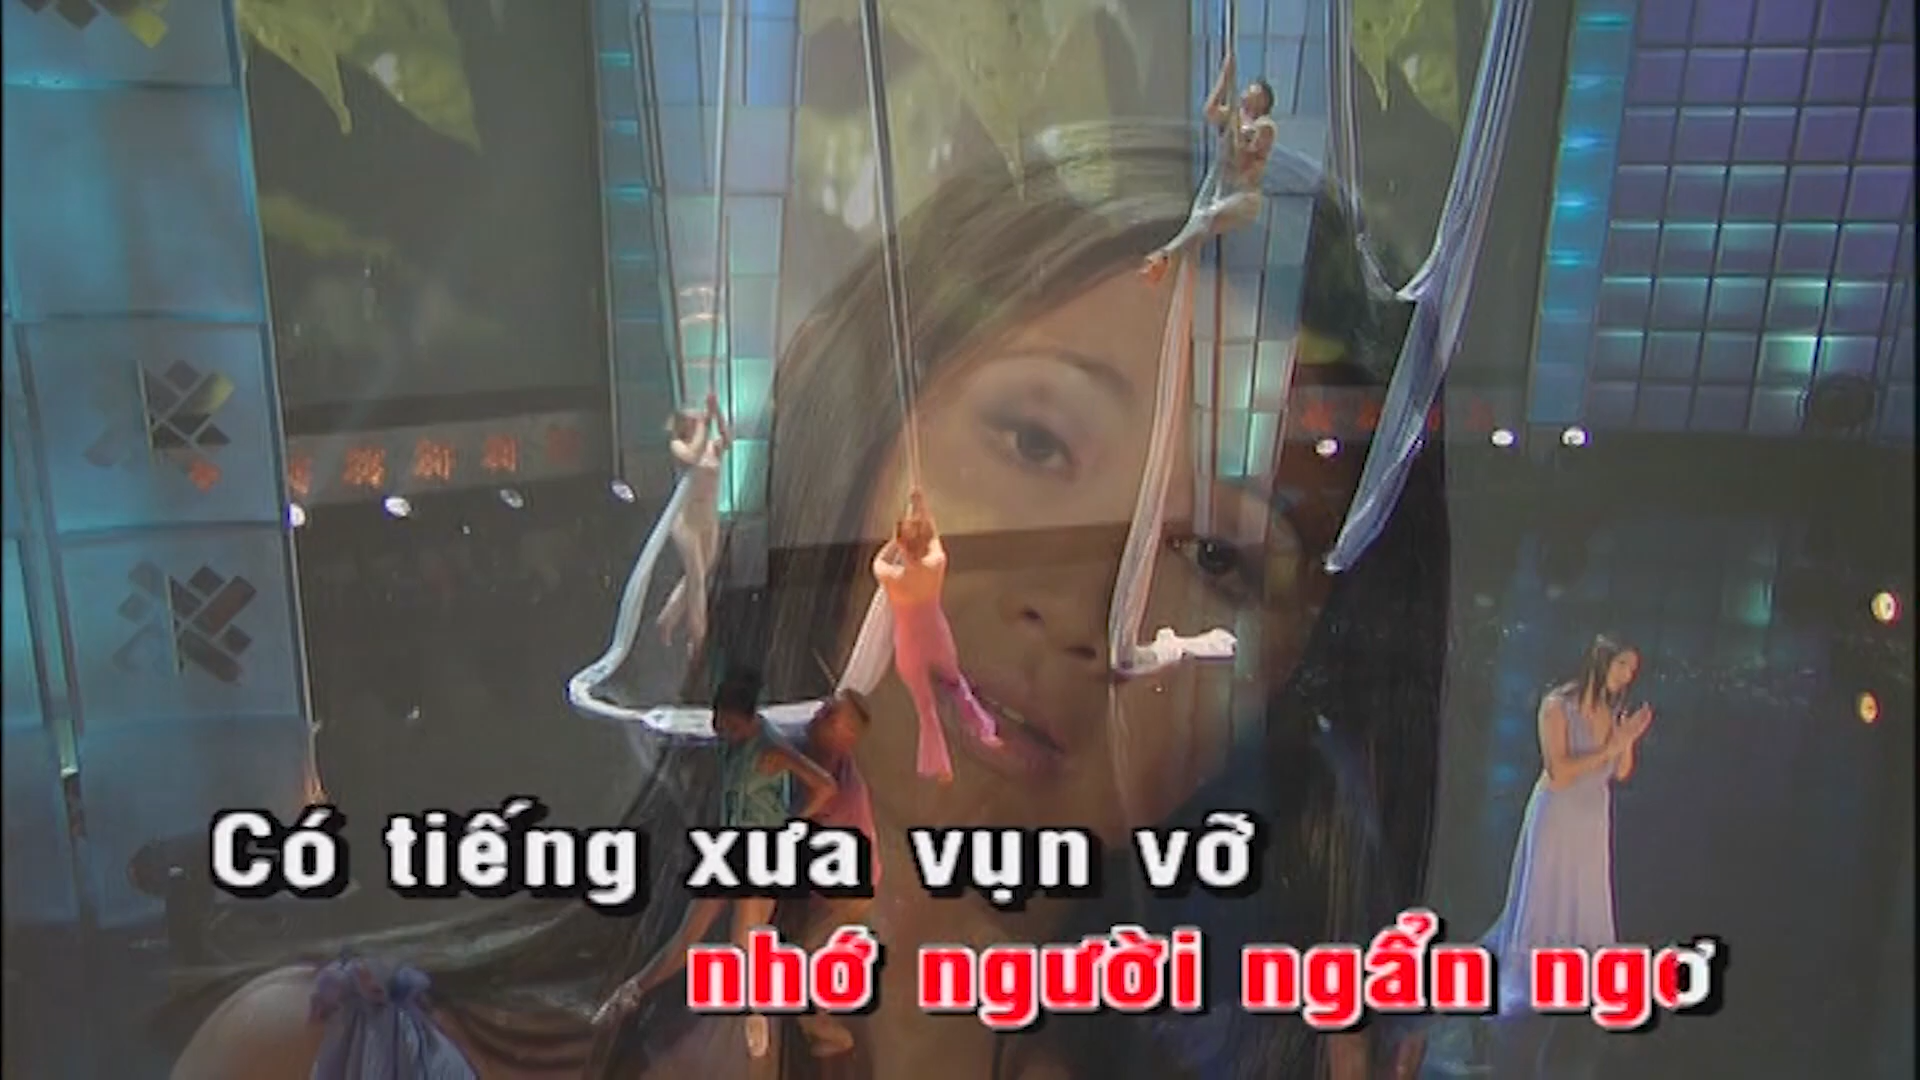 Có tiếng xưa vụn vỡ
nhớ người ngẩn ngơ